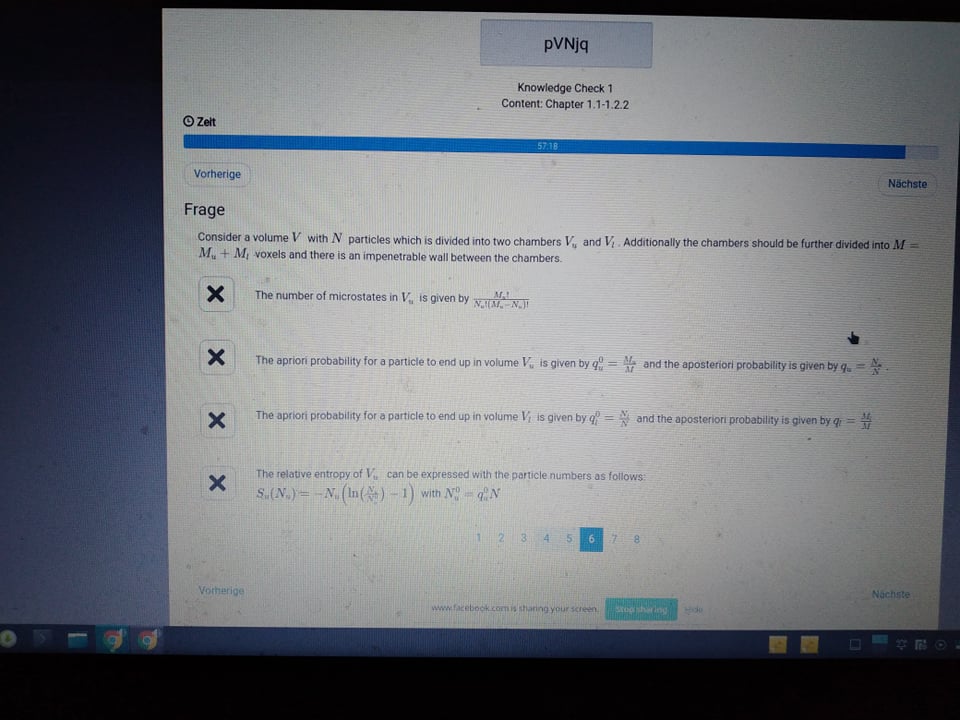 pVNjq
Knowledge Check 1
Content: Chapter 1.1-1.2.2
Zeit
57:18
Vorherige
Nächste
Frage
Consider a volume V with N particles which is divided into two chambers V_u and V_l. Additionally the chambers should be further divided into M =
M_u + M_l voxels and there is an impenetrable wall between the chambers.
The number of microstates in V_u is given by \frac{M_u!}{N_u!(M_u-N_u)!}
The apriori probability for a particle to end up in volume V_u is given by q_u^0 = \frac{M_u}{M} and the aposteriori probability is given by q_u = \frac{N_u}{N}.
The apriori probability for a particle to end up in volume V_l is given by q_l^0 = \frac{N_l}{N} and the aposteriori probability is given by q_l = \frac{M_l}{M}
The relative entropy of V_u can be expressed with the particle numbers as follows:
S_u(N_u) = -N_u(ln(\frac{N_u}{N_u^0}) - 1) with N_u^0 = q_u^0 N
1 2 3 4 5 6 7 8
Vorherige
Nächste
www.facebook.com is sharing your screen. Stop sharing Hide